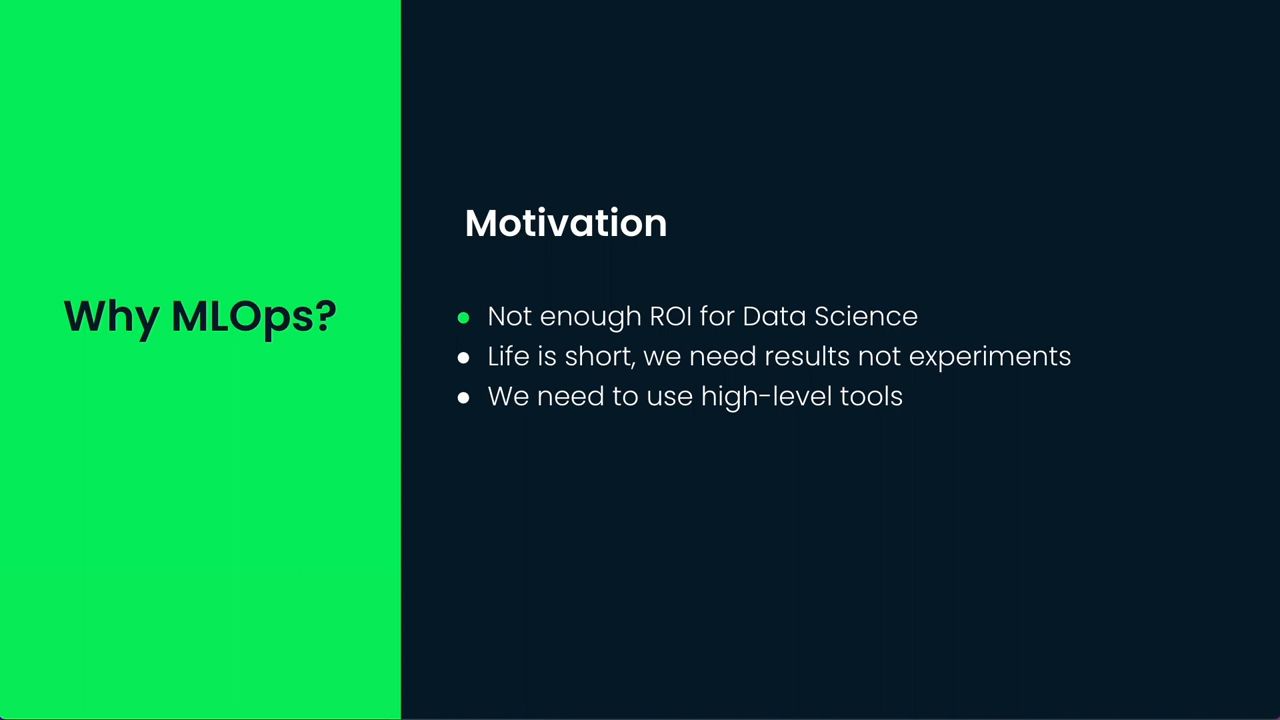 Why MLOps?
Motivation
● Not enough ROI for Data Science
● Life is short, we need results not experiments
● We need to use high-level tools